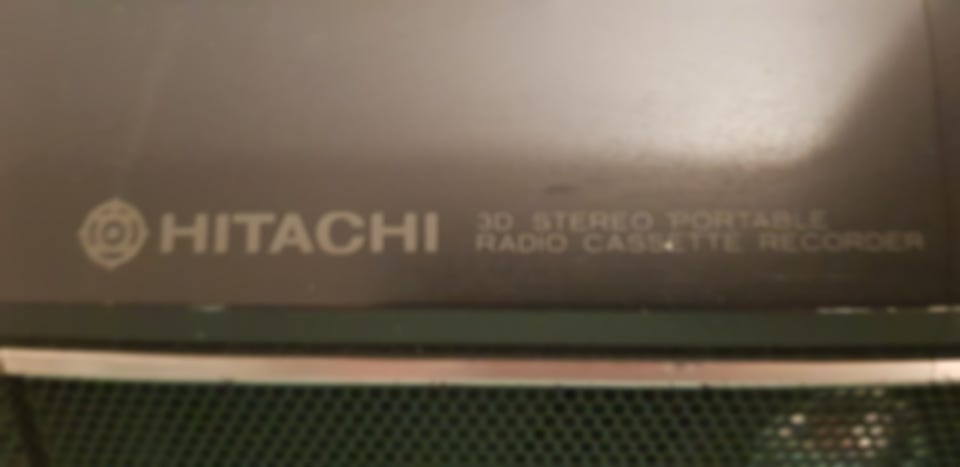 HITACHI
3D STEREO PORTABLE
RADIO CASSETTE RECORDER